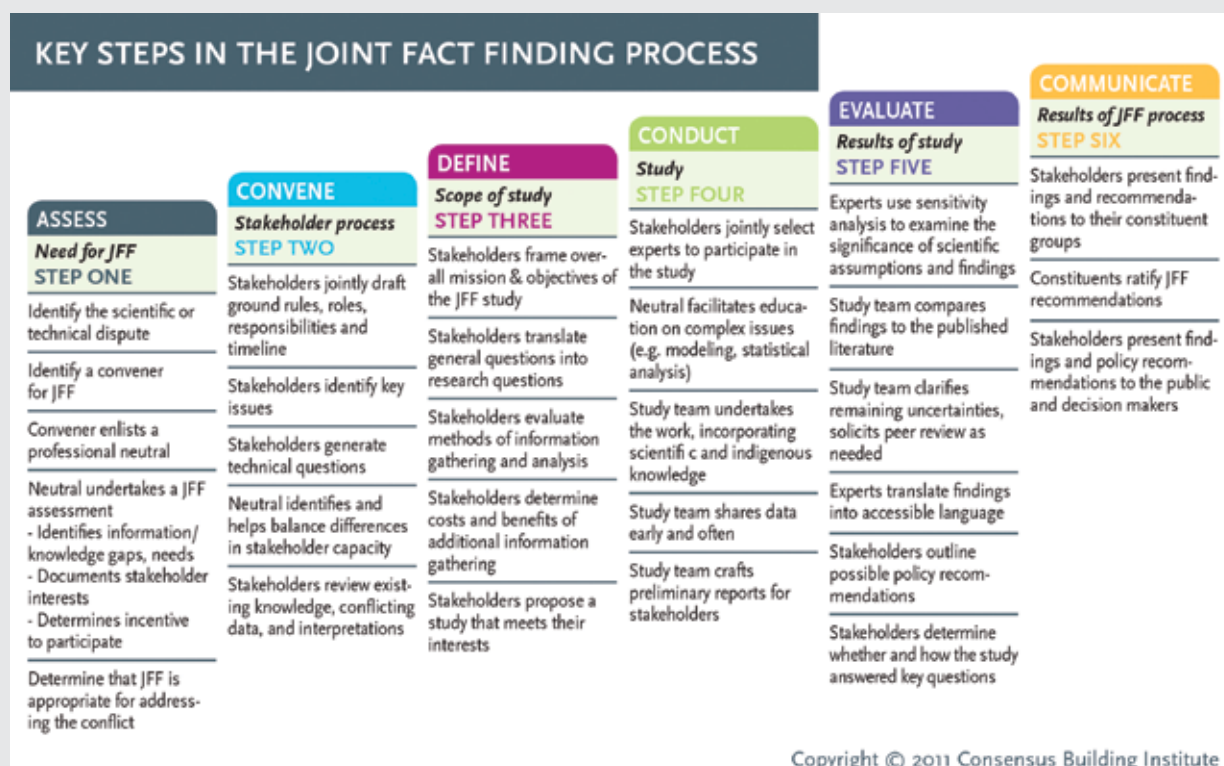 KEY STEPS IN THE JOINT FACT FINDING PROCESS
ASSESS
Need for JFF
STEP ONE
Identify the scientific or
technical dispute
Identify a convener
for JFF
Convener enlists a
professional neutral
Neutral undertakes a JFF
assessment
- Identifies information/
knowledge gaps, needs
- Documents stakeholder
interests
- Determines incentive
to participate
Determine that JFF is
appropriate for address-
ing the conflict
CONVENE
Stakeholder process
STEP TWO
Stakeholders jointly draft
ground rules, roles,
responsibilities and
timeline
Stakeholders identify key
issues
Stakeholders generate
technical questions
Neutral identifies and
helps balance differences
in stakeholder capacity
Stakeholders review exist-
ing knowledge, conflicting
data, and interpretations
DEFINE
Scope of study
STEP THREE
Stakeholders frame over-
all mission & objectives of
the JFF study
Stakeholders translate
general questions into
research questions
Stakeholders evaluate
methods of information
gathering and analysis
Stakeholders determine
costs and benefits of
additional information
gathering
Stakeholders propose a
study that meets their
interests
CONDUCT
Study
STEP FOUR
Stakeholders jointly select
experts to participate in
the study
Neutral facilitates educa-
tion on complex issues
(e.g. modeling, statistical
analysis)
Study team undertakes
the work, incorporating
scientifi c and indigenous
knowledge
Study team shares data
early and often
Study team crafts
preliminary reports for
stakeholders
EVALUATE
Results of study
STEP FIVE
Experts use sensitivity
analysis to examine the
significance of scientific
assumptions and findings
Study team compares
findings to the published
literature
Study team clarifies
remaining uncertainties,
solicits peer review as
needed
Experts translate findings
into accessible language
Stakeholders outline
possible policy recom-
mendations
Stakeholders determine
whether and how the study
answered key questions
COMMUNICATE
Results of JFF process
STEP SIX
Stakeholders present find-
ings and recommenda-
tions to their constituent
groups
Constituents ratify JFF
recommendations
Stakeholders present find-
ings and policy recom-
mendations to the public
and decision makers
Copyright © 2011 Consensus Building Institute